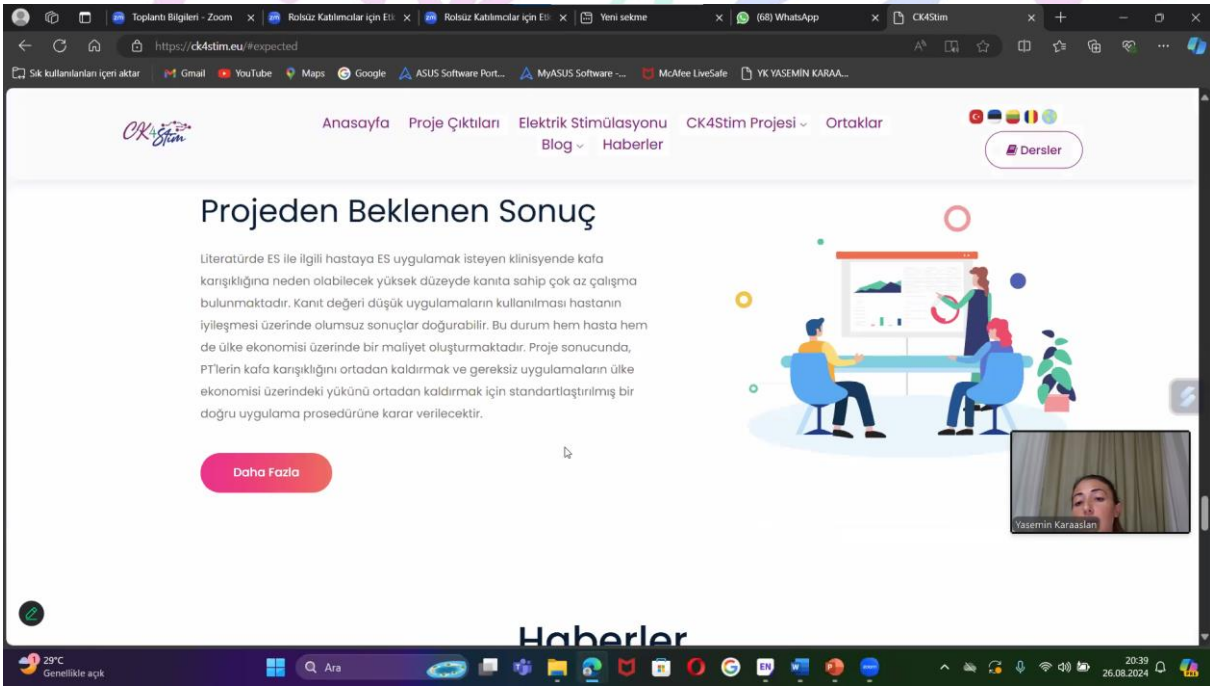 Toplantı Bilgileri - Zoom
Rolsüz Katılımcılar için Eti
Rolsüz Katılımcılar için Eti
Yeni sekme
(68) WhatsApp
CK4Stim
https://ck4stim.eu/#expected
Sık kullanılanları içeri aktar
Gmail
YouTube
Maps
Google
ASUS Software Port...
MyASUS Software -...
McAfee LiveSafe
YK YASEMİN KARAA...
CK4Stim
Anasayfa Proje Çıktıları Elektrik Stimülasyonu CK4Stim Projesi Ortaklar
Blog Haberler
Dersler
Projeden Beklenen Sonuç
Literatürde ES ile ilgili hastaya ES uygulamak isteyen klinisyende kafa
karışıklığına neden olabilecek yüksek düzeyde kanıta sahip çok az çalışma
bulunmaktadır. Kanıt değeri düşük uygulamaların kullanılması hastanın
iyileşmesi üzerinde olumsuz sonuçlar doğurabilir. Bu durum hem hasta hem
de ülke ekonomisi üzerinde bir maliyet oluşturmaktadır. Proje sonucunda,
PT'lerin kafa karışıklığını ortadan kaldırmak ve gereksiz uygulamaların ülke
ekonomisi üzerindeki yükünü ortadan kaldırmak için standartlaştırılmış bir
doğru uygulama prosedürüne karar verilecektir.
Daha Fazla
Yasemin Karaaslan
Haberler
29°C
Genellikle açık
Ara
20:39
26.08.2024